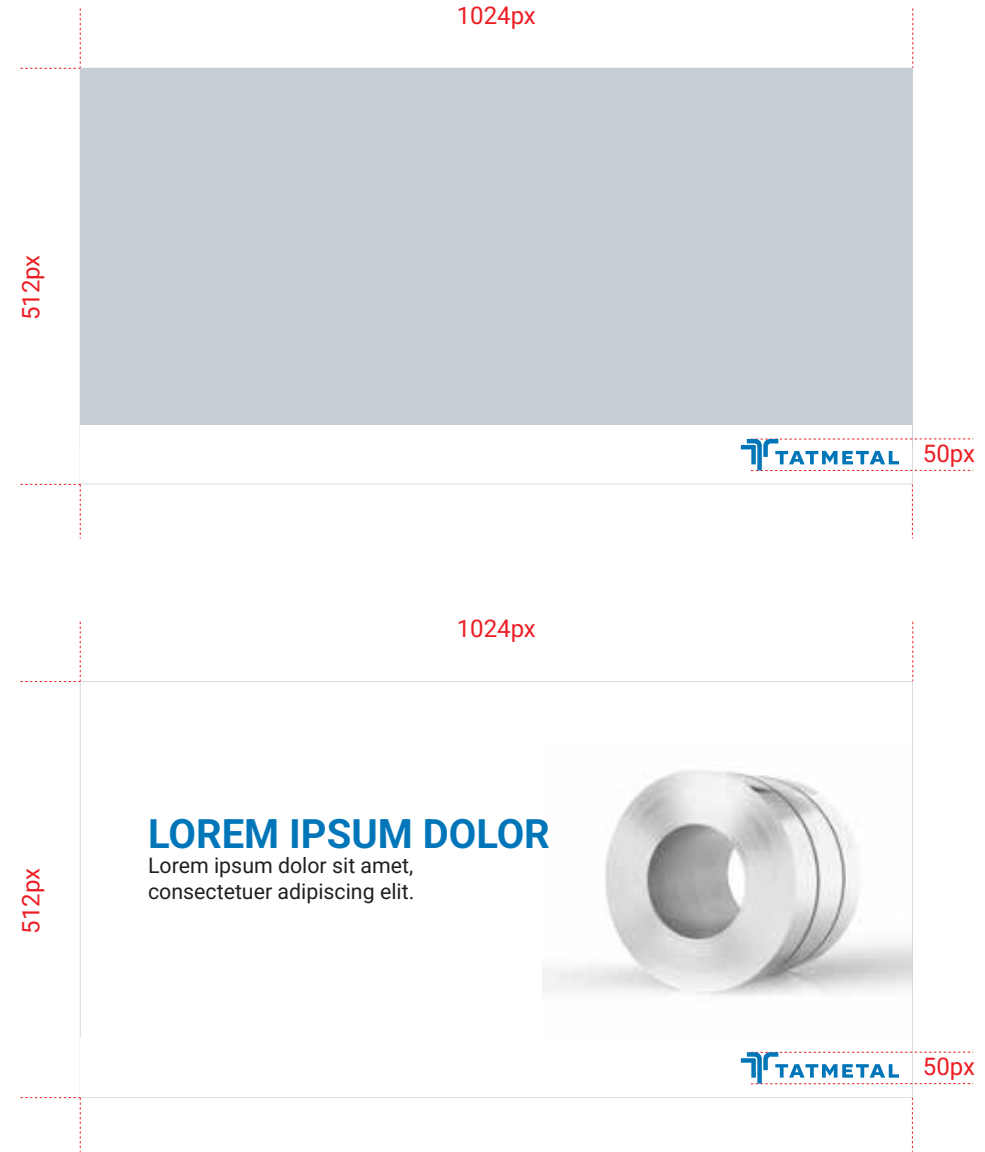 1024px
512px
TATMETAL
50px
1024px
LOREM IPSUM DOLOR
Lorem ipsum dolor sit amet,
consectetuer adipiscing elit.
512px
TATMETAL
50px